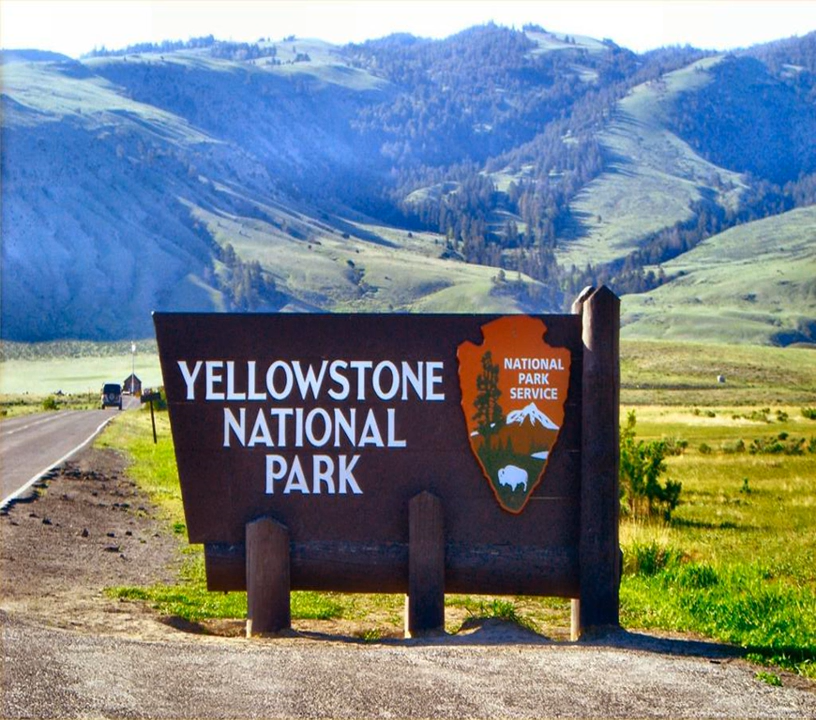 YELLOWSTONE
NATIONAL
PARK
NATIONAL
PARK
SERVICE